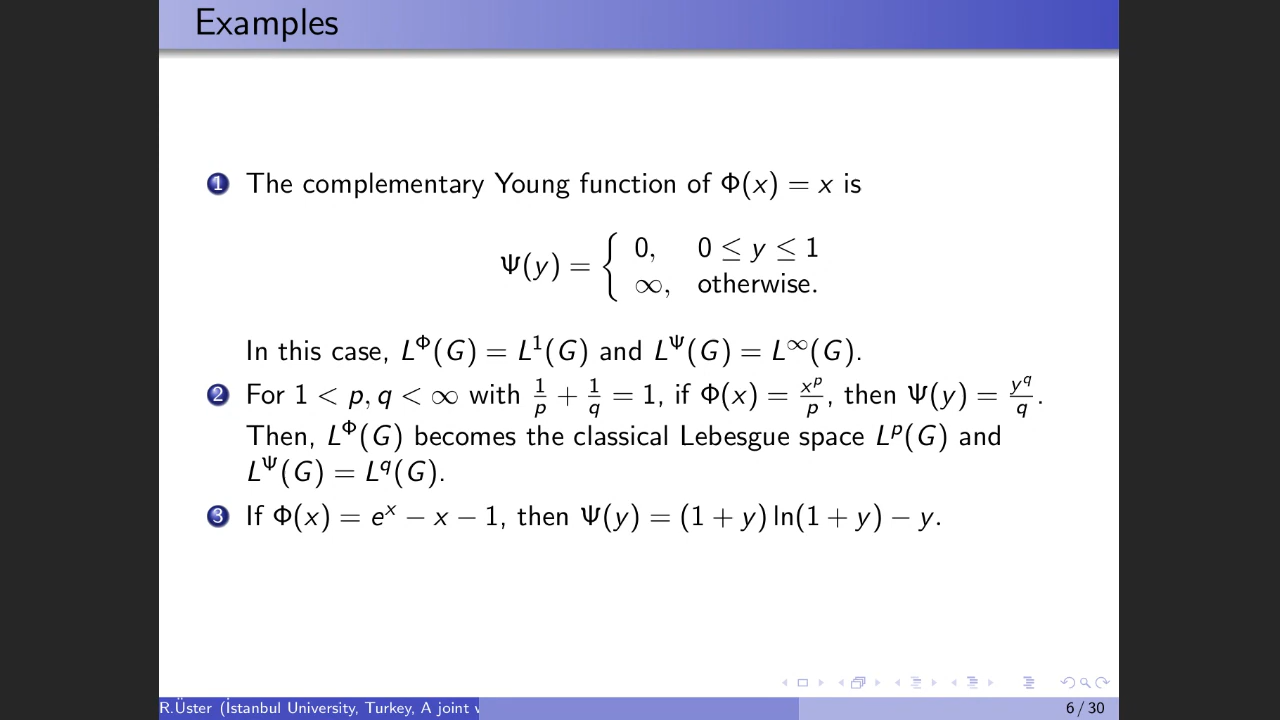 Examples
1 The complementary Young function of Φ(x) = x is
Ψ(y) = { 0, 0 ≤ y ≤ 1
∞, otherwise.
In this case, L^Φ(G) = L^1(G) and L^Ψ(G) = L^∞(G).
2 For 1 < p, q < ∞ with 1/p + 1/q = 1, if Φ(x) = x^p/p, then Ψ(y) = y^q/q.
Then, L^Φ(G) becomes the classical Lebesgue space L^p(G) and
L^Ψ(G) = L^q(G).
3 If Φ(x) = e^x − x − 1, then Ψ(y) = (1 + y) ln(1 + y) − y.
R.Üster (İstanbul University, Turkey, A joint w
6 / 30